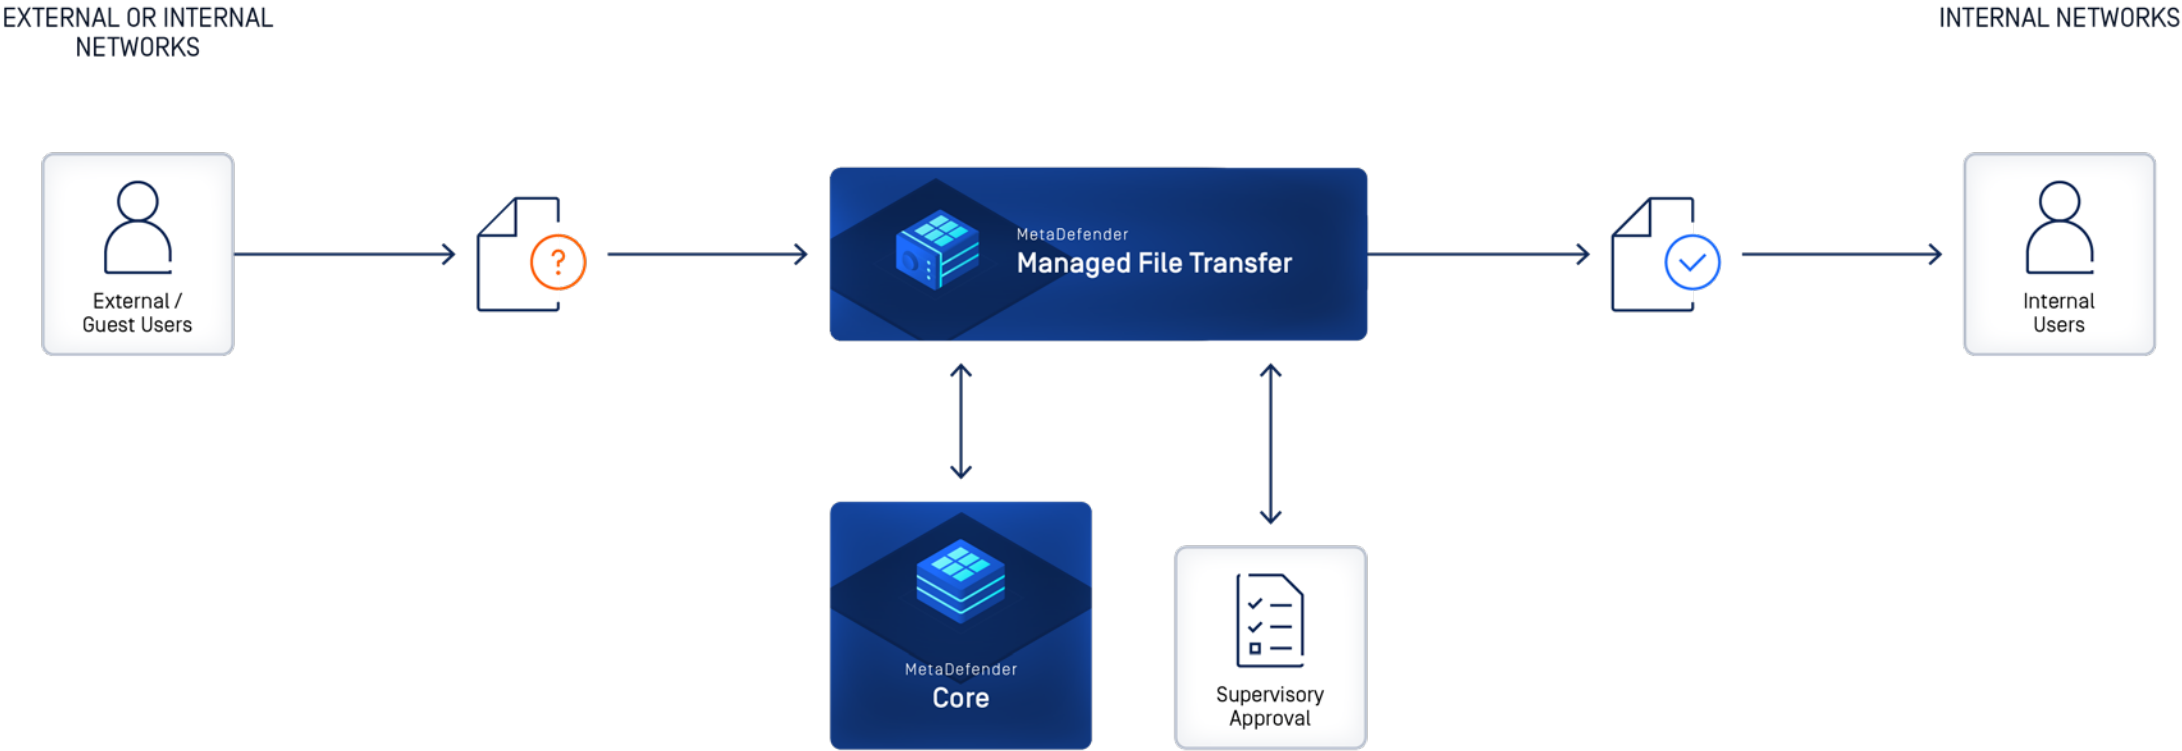 EXTERNAL OR INTERNAL
NETWORKS
INTERNAL NETWORKS
External /
Guest Users
?
MetaDefender
Managed File Transfer
Internal
Users
MetaDefender
Core
Supervisory
Approval